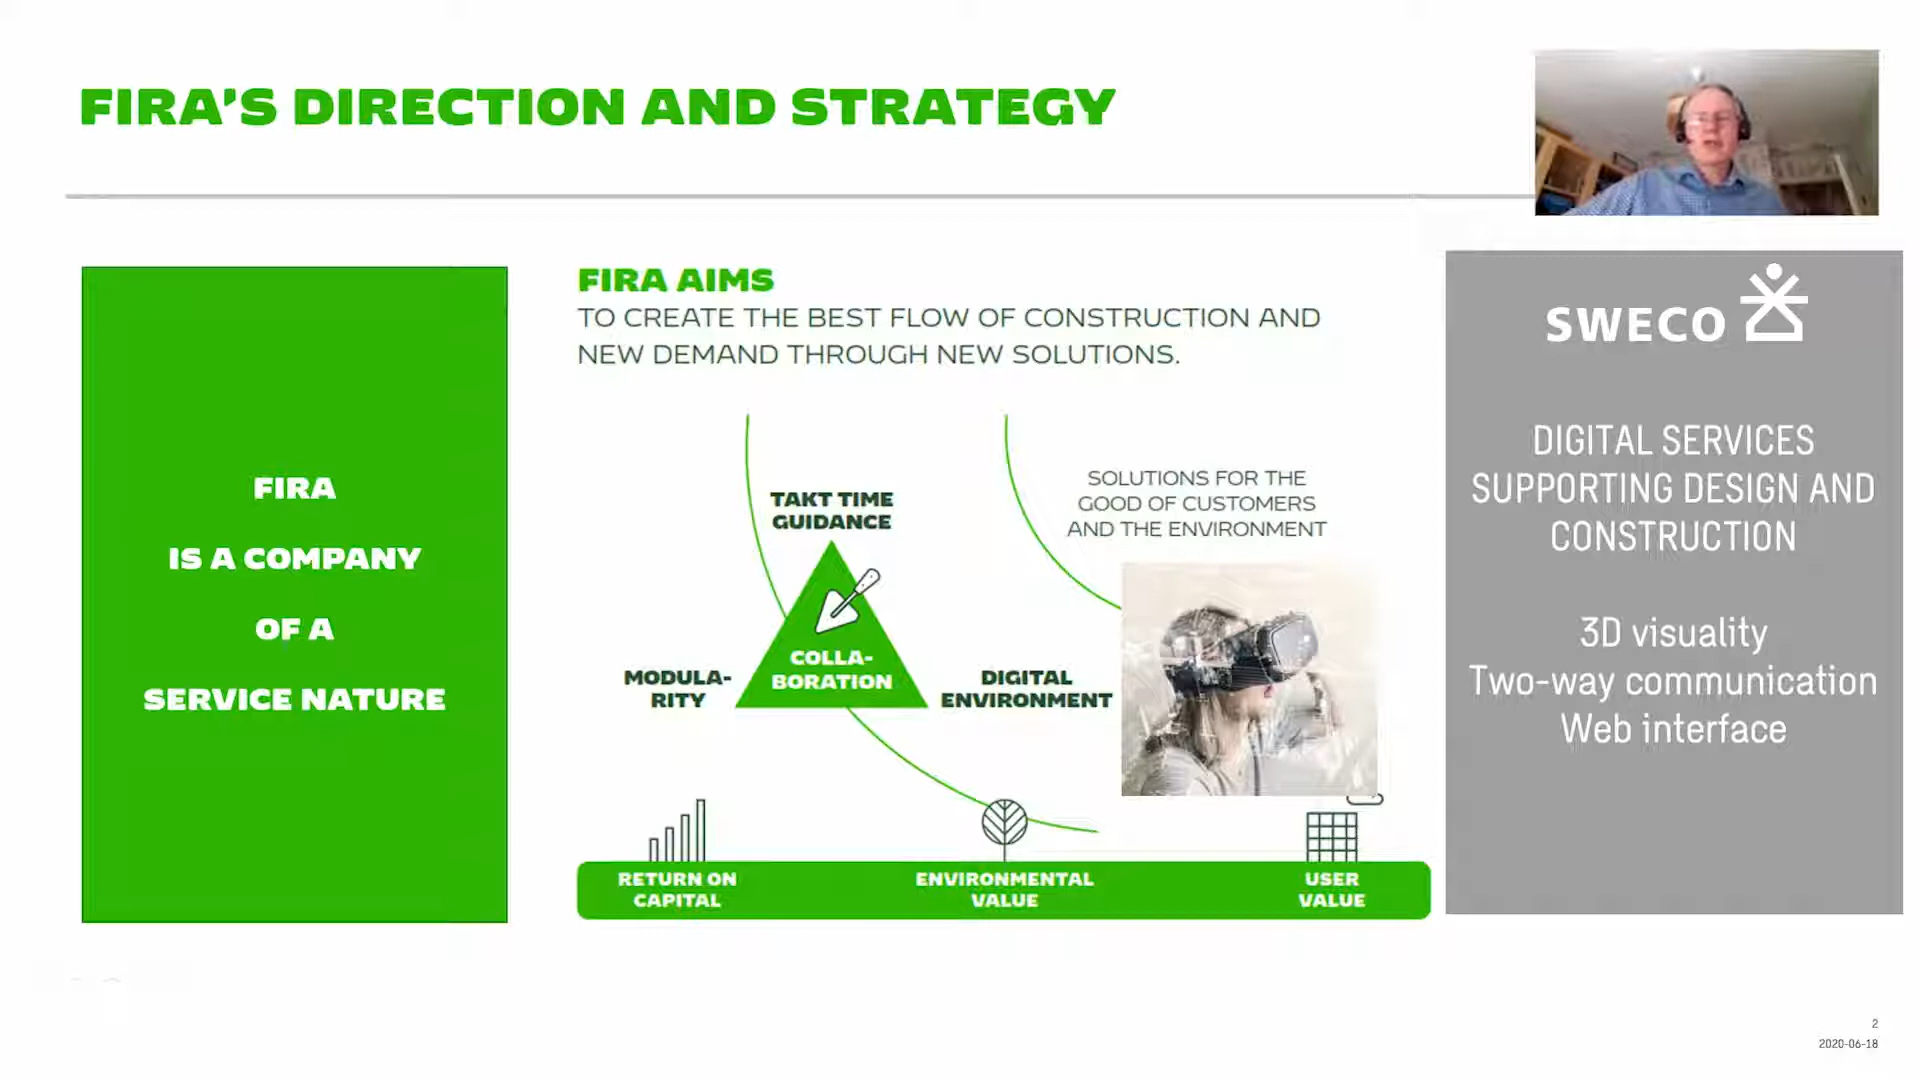 FIRA'S DIRECTION AND STRATEGY
FIRA
IS A COMPANY
OF A
SERVICE NATURE
FIRA AIMS
TO CREATE THE BEST FLOW OF CONSTRUCTION AND
NEW DEMAND THROUGH NEW SOLUTIONS.
TAKT TIME
GUIDANCE
SOLUTIONS FOR THE
GOOD OF CUSTOMERS
AND THE ENVIRONMENT
COLLA-
BORATION
MODULA-
RITY
DIGITAL
ENVIRONMENT
RETURN ON
CAPITAL
ENVIRONMENTAL
VALUE
USER
VALUE
SWECO
DIGITAL SERVICES
SUPPORTING DESIGN AND
CONSTRUCTION
3D visuality
Two-way communication
Web interface
2
2020-06-18